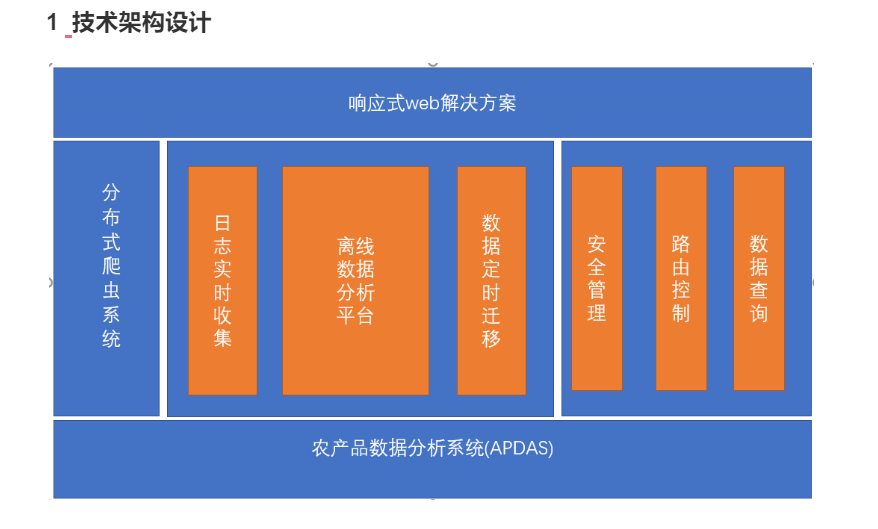 1 技术架构设计
响应式web解决方案
分
布
式
爬
虫
系
统
日
志
实
时
收
集
离线
数据
分析
平台
数
据
定
时
迁
移
安
全
管
理
路
由
控
制
数
据
查
询
农产品数据分析系统(APDAS)